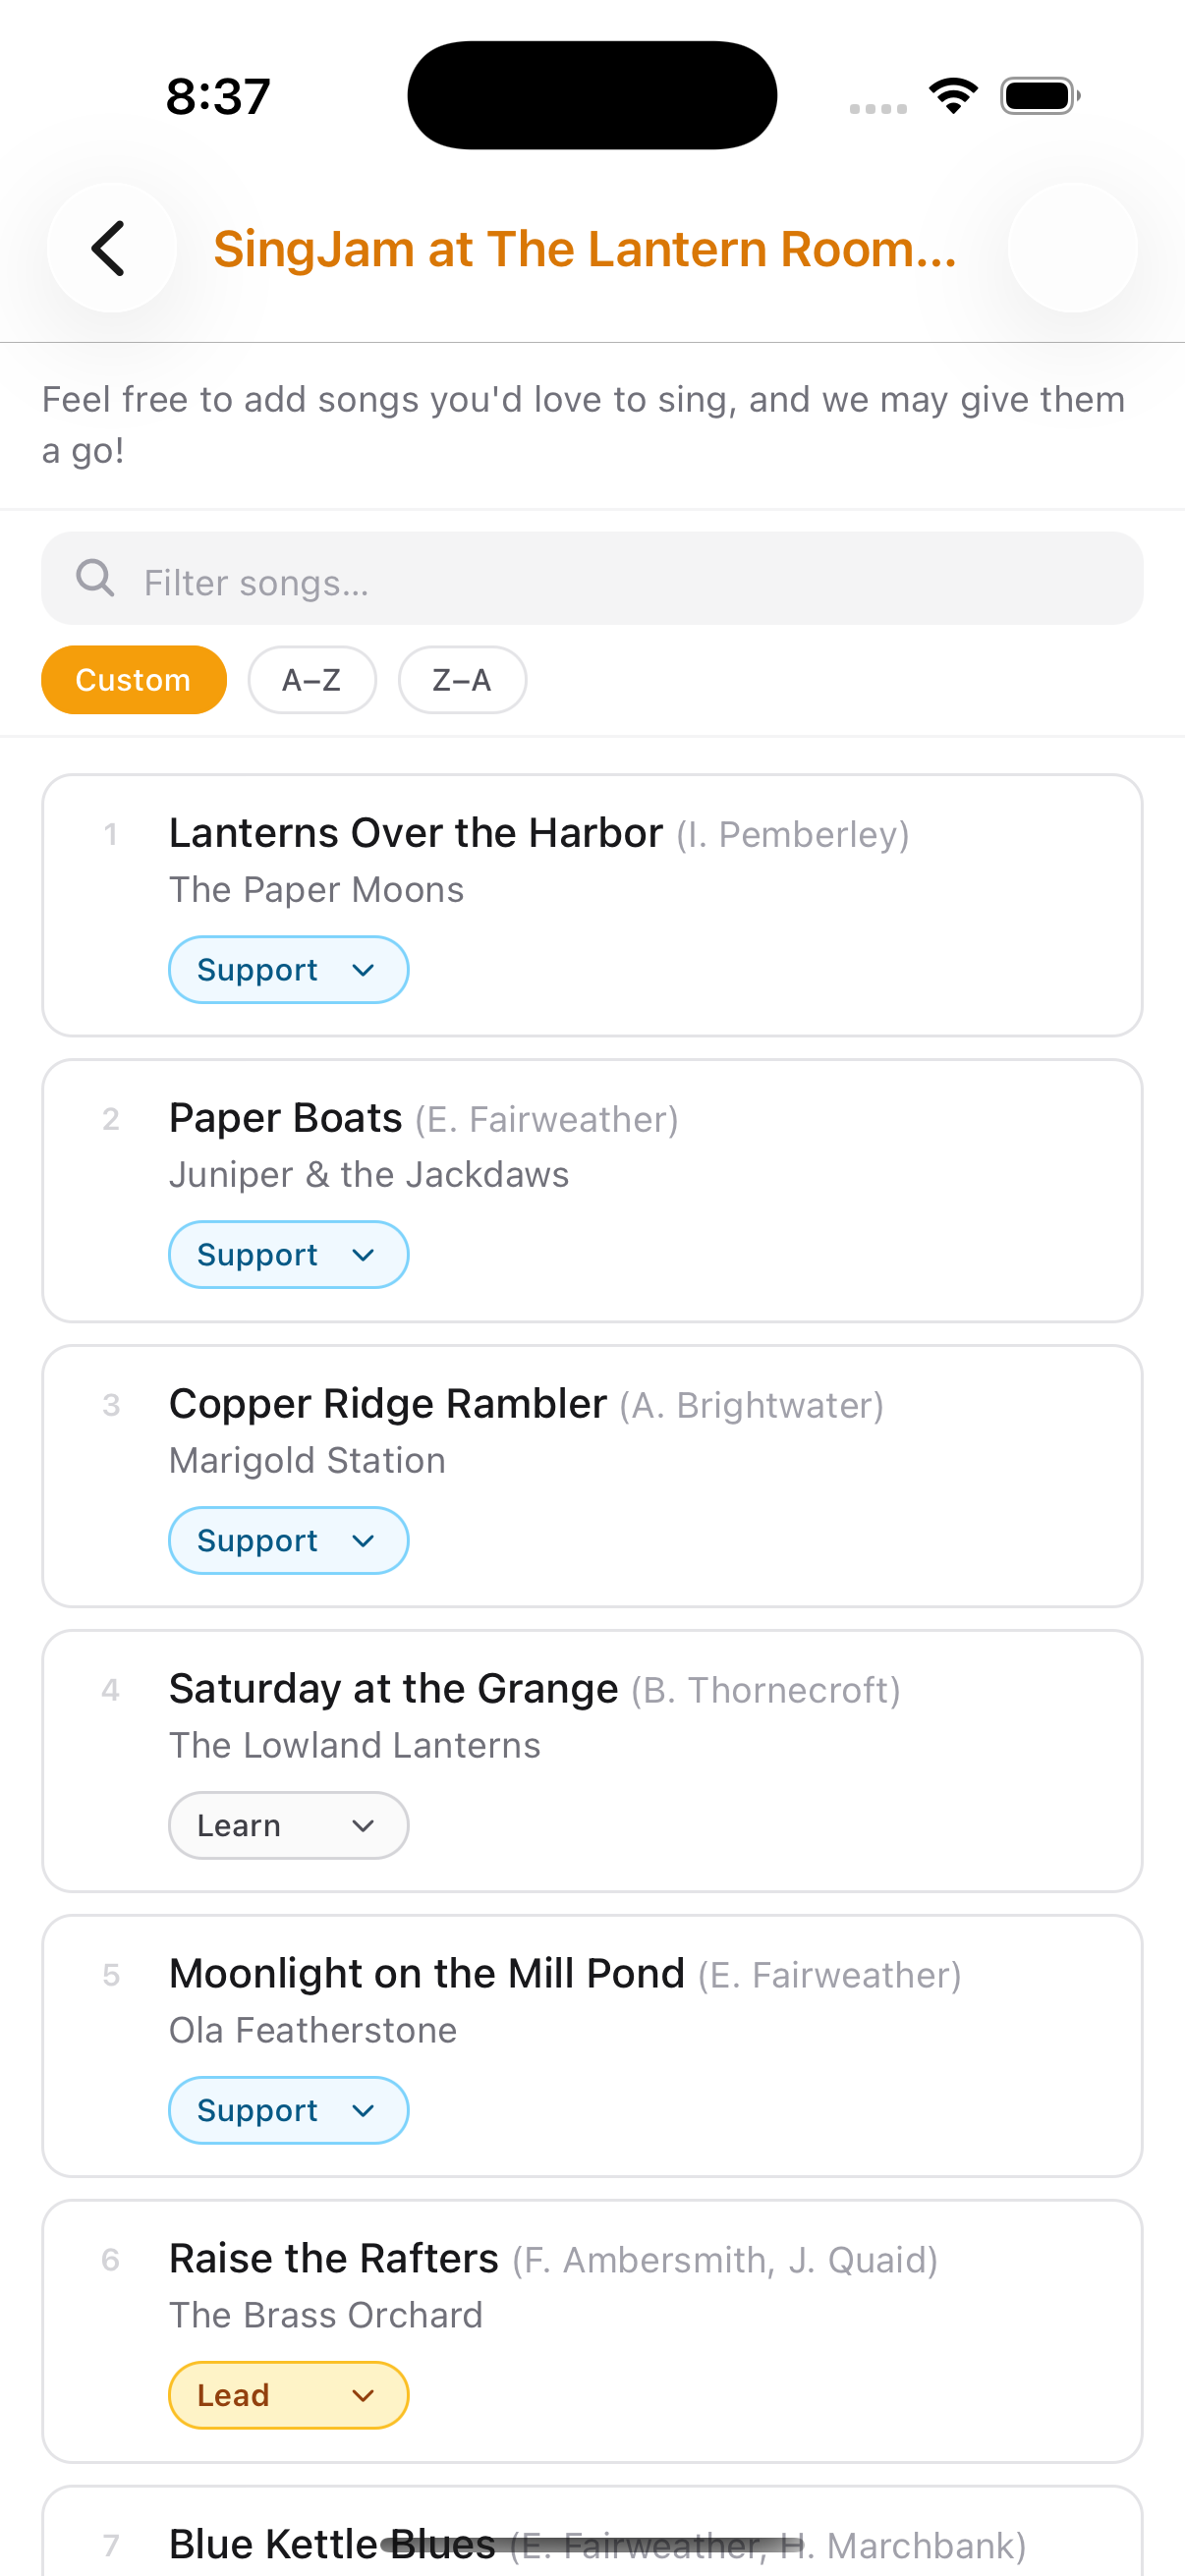 8:37
SingJam at The Lantern Room...
Feel free to add songs you'd love to sing, and we may give them
a go!
Filter songs...
Custom
A–Z
Z–A
1
Lanterns Over the Harbor (I. Pemberley)
The Paper Moons
Support
2
Paper Boats (E. Fairweather)
Juniper & the Jackdaws
Support
3
Copper Ridge Rambler (A. Brightwater)
Marigold Station
Support
4
Saturday at the Grange (B. Thornecroft)
The Lowland Lanterns
Learn
5
Moonlight on the Mill Pond (E. Fairweather)
Ola Featherstone
Support
6
Raise the Rafters (F. Ambersmith, J. Quaid)
The Brass Orchard
Lead
7
Blue Kettle Blues (E. Fairweather, H. Marchbank)